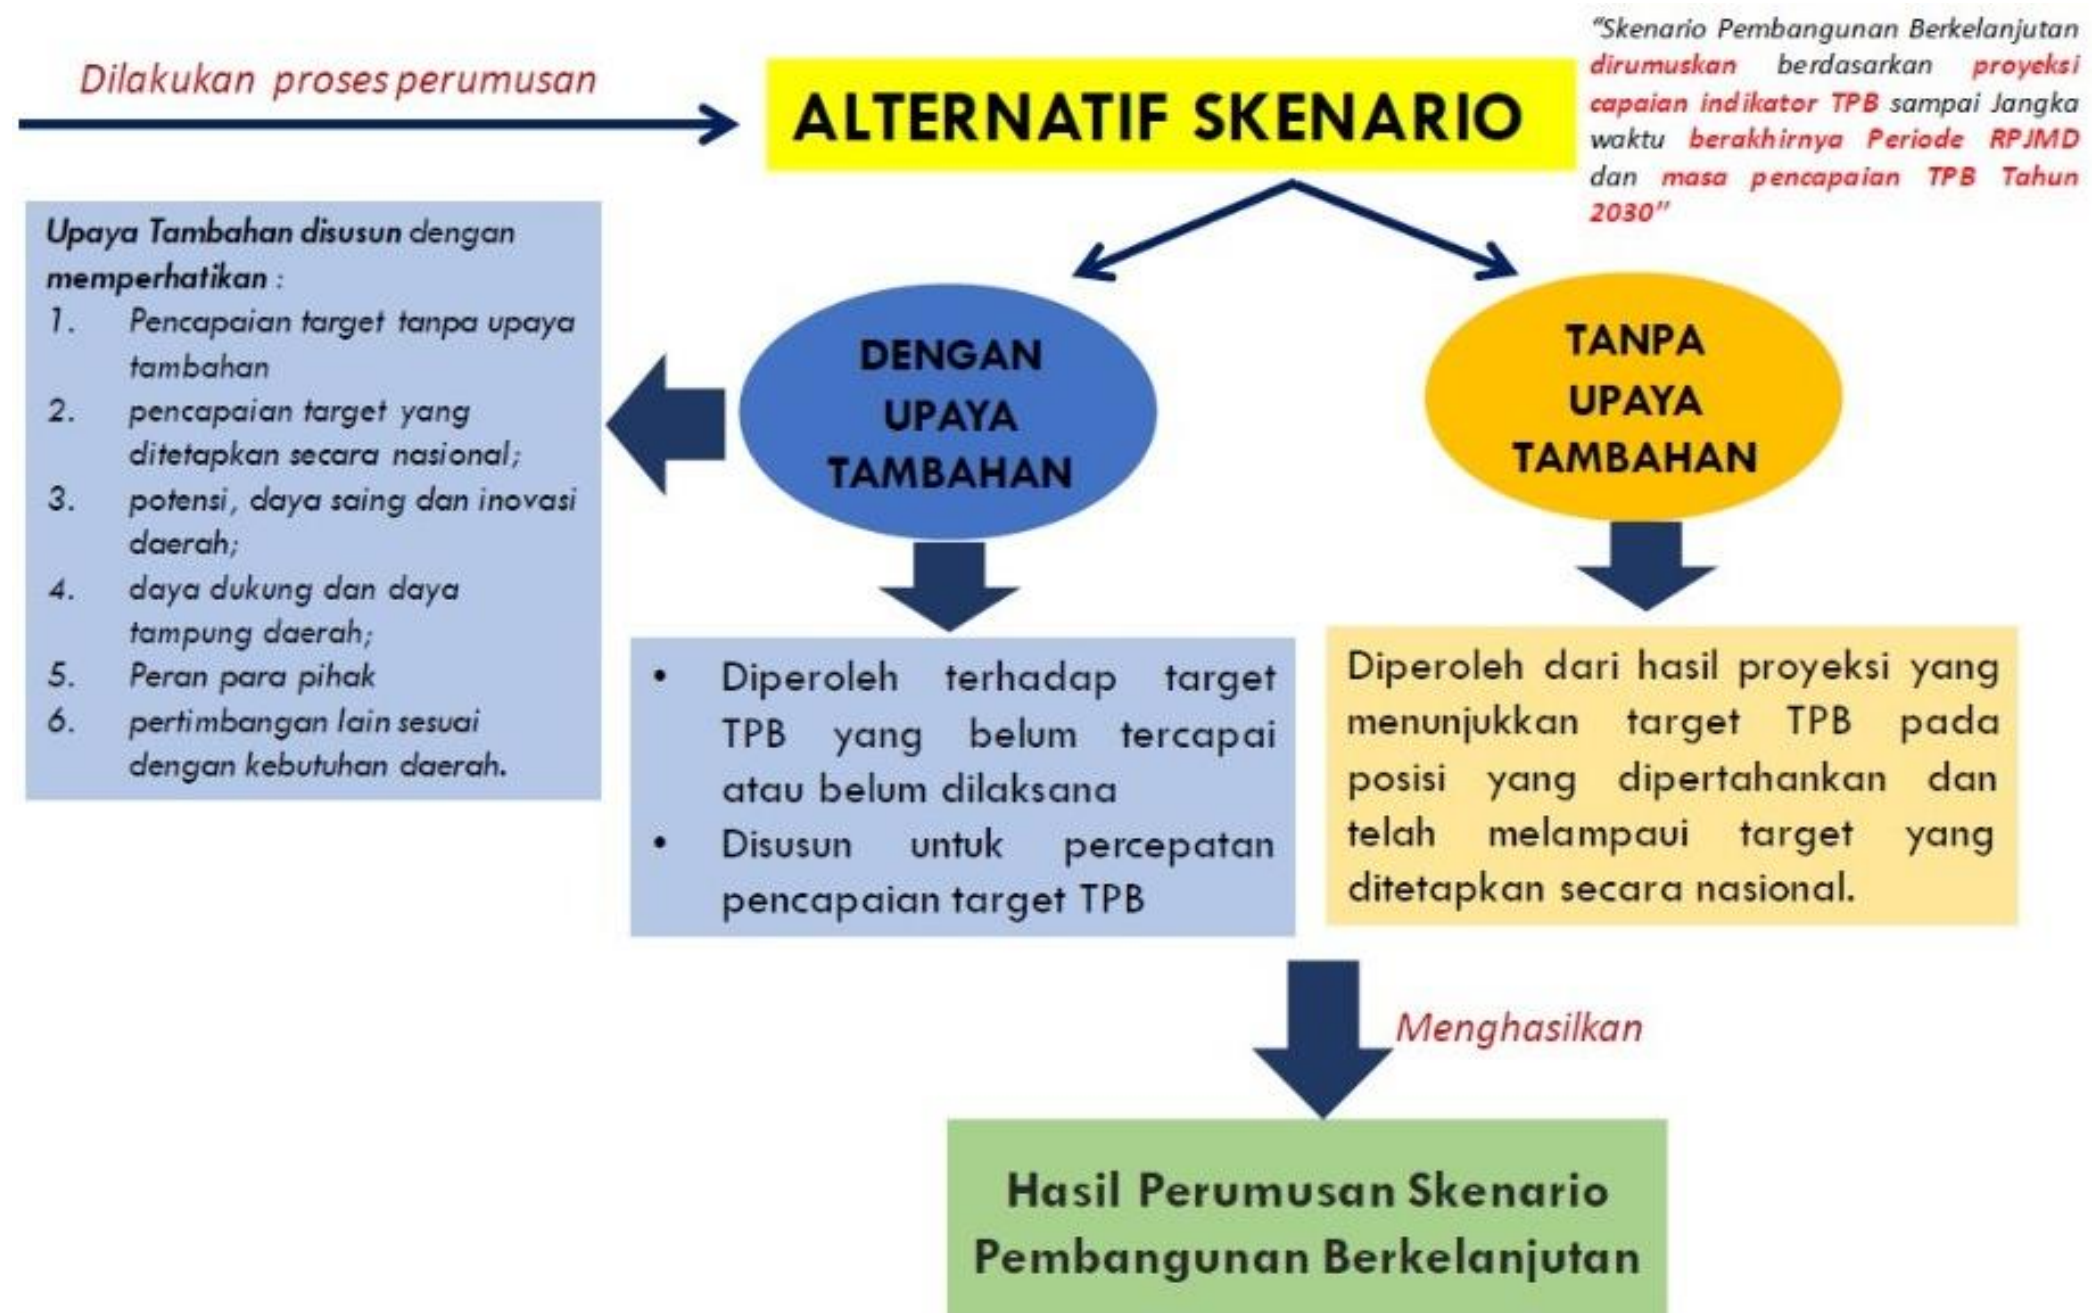 Dilakukan proses perumusan
ALTERNATIF SKENARIO
"Skenario Pembangunan Berkelanjutan
dirumuskan berdasarkan proyeksi
capaian indikator TPB sampai Jangka
waktu berakhirnya Periode RPJMD
dan masa pencapaian TPB Tahun
2030"
Upaya Tambahan disusun dengan
memperhatikan :
1. Pencapaian target tanpa upaya
tambahan
2. pencapaian target yang
ditetapkan secara nasional;
3. potensi, daya saing dan inovasi
daerah;
4. daya dukung dan daya
tampung daerah;
5. Peran para pihak
6. pertimbangan lain sesuai
dengan kebutuhan daerah.
DENGAN
UPAYA
TAMBAHAN
TANPA
UPAYA
TAMBAHAN
• Diperoleh terhadap target
TPB yang belum tercapai
atau belum dilaksana
• Disusun untuk percepatan
pencapaian target TPB
Diperoleh dari hasil proyeksi yang
menunjukkan target TPB pada
posisi yang dipertahankan dan
telah melampaui target yang
ditetapkan secara nasional.
Menghasilkan
Hasil Perumusan Skenario
Pembangunan Berkelanjutan